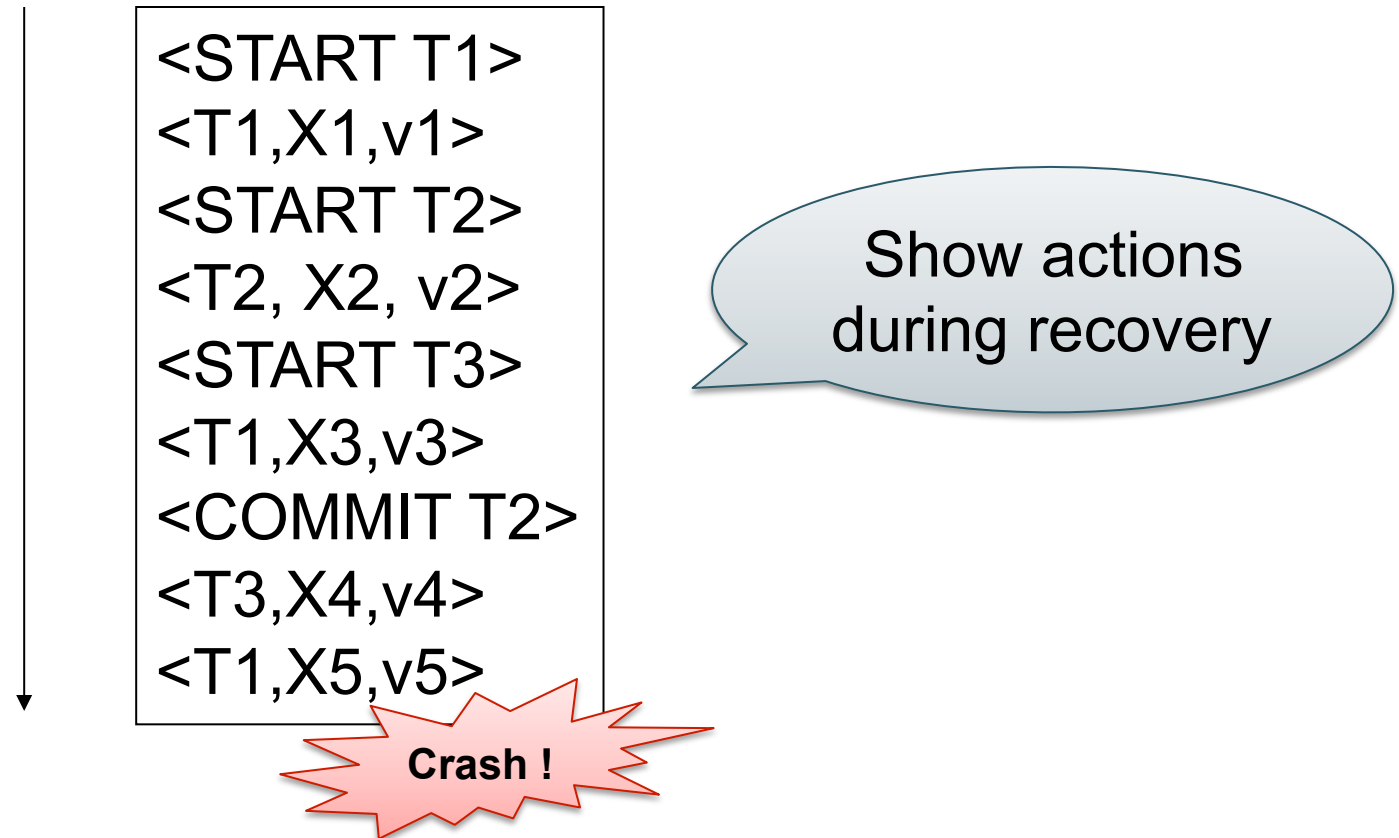 <START T1>
<T1,X1,v1>
<START T2>
<T2, X2, v2>
<START T3>
<T1,X3,v3>
<COMMIT T2>
<T3,X4,v4>
<T1,X5,v5>
Crash !
Show actions
during recovery